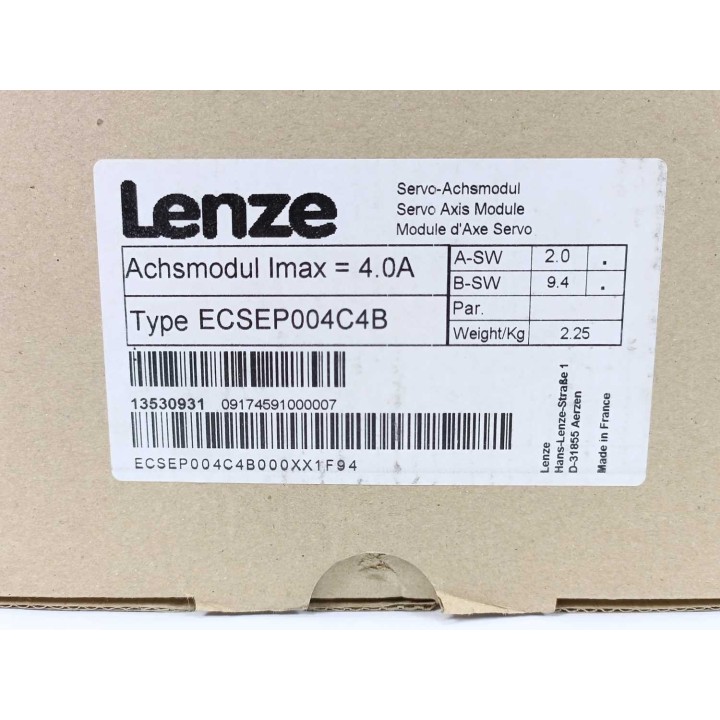 Lenze
Servo-Achsmodul
Servo Axis Module
Module d'Axe Servo
Achsmodul Imax = 4.0A
A-SW 2.0 .
B-SW 9.4 .
Type ECSEP004C4B
Par.
Weight/Kg 2.25
13530931 09174591000007
ECSEP004C4B000XX1F94
Lenze
Hans-Lenze-Straße 1
D-31855 Aerzen
Made in France